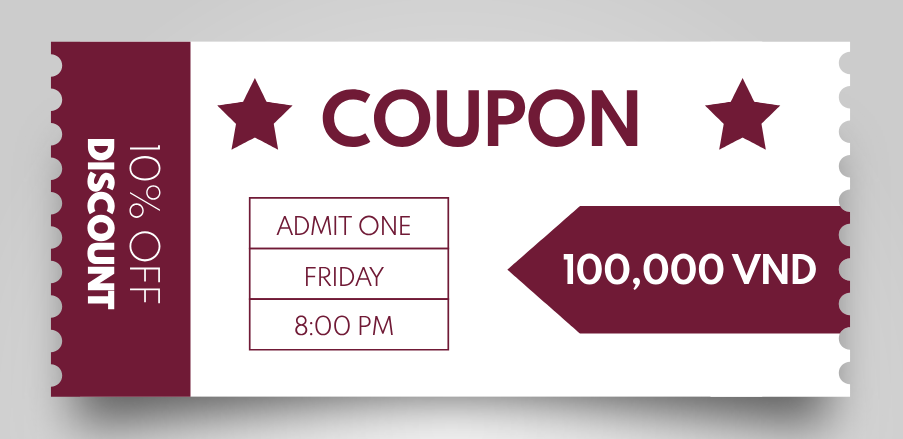 10% OFF
DISCOUNT
COUPON
ADMIT ONE
FRIDAY
8:00 PM
100,000 VND